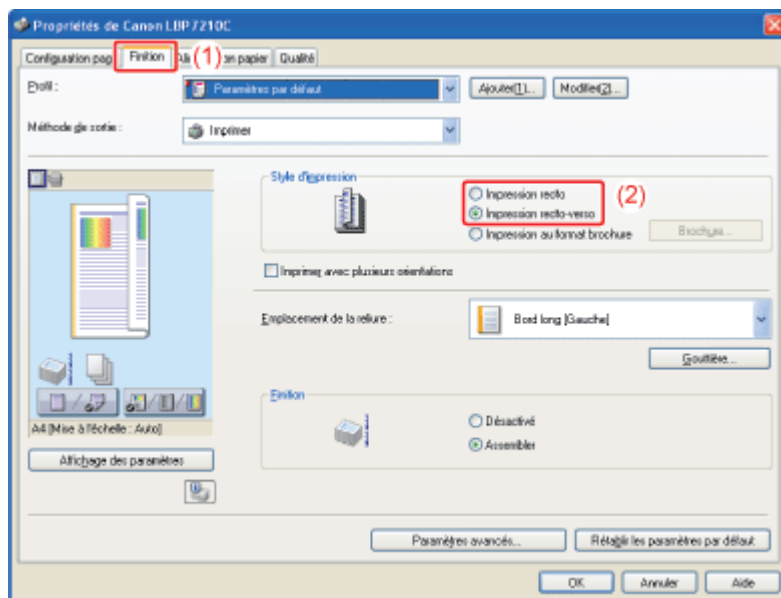 Propriétés de Canon LBP7210C
Configuration pag Finition (1) on papier Qualité
Profil : Paramètres par défaut Ajouter[1]... Modifier[2]...
Méthode de sortie : Imprimer
Style d'impression
Impression recto
(2)
Impression recto-verso
Impression au format brochure Brochure...
Imprimer avec plusieurs orientations
Emplacement de la reliure : Bord long [Gauche]
Gouttière...
Finition
Désactivé
Assembler
A4 [Mise à l'échelle : Auto]
Affichage des paramètres
Paramètres avancés... Rétablir les paramètres par défaut
OK Annuler Aide